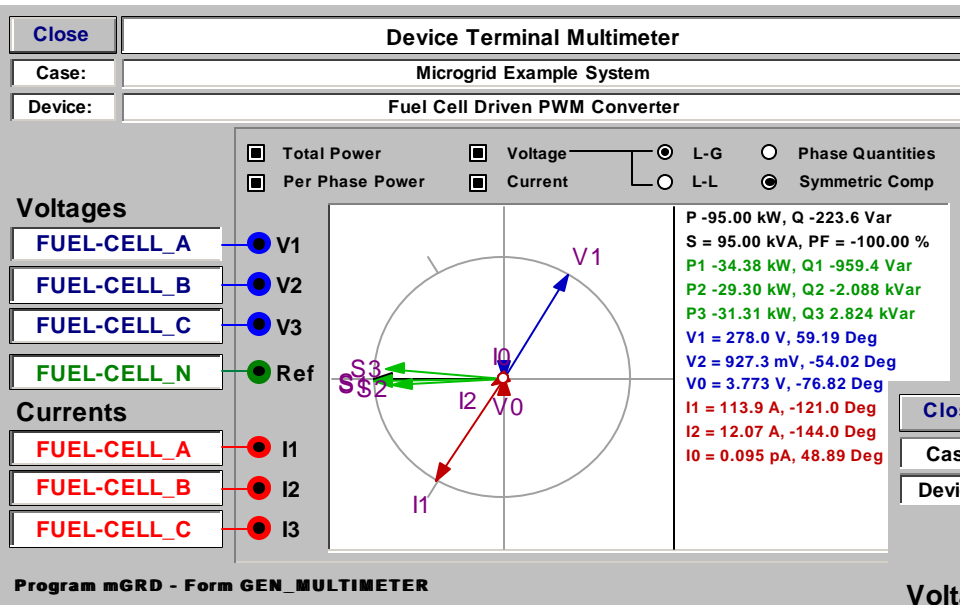 Close
Device Terminal Multimeter
Case:
Microgrid Example System
Device:
Fuel Cell Driven PWM Converter
Total Power
Voltage
L-G
Phase Quantities
Per Phase Power
Current
L-L
Symmetric Comp
Voltages
FUEL-CELL_A
V1
FUEL-CELL_B
V2
FUEL-CELL_C
V3
FUEL-CELL_N
Ref
Currents
FUEL-CELL_A
I1
FUEL-CELL_B
I2
FUEL-CELL_C
I3
V1
I0
S3
S2
I2
V0
I1
P -95.00 kW, Q -223.6 Var
S = 95.00 kVA, PF = -100.00 %
P1 -34.38 kW, Q1 -959.4 Var
P2 -29.30 kW, Q2 -2.088 kVar
P3 -31.31 kW, Q3 2.824 kVar
V1 = 278.0 V, 59.19 Deg
V2 = 927.3 mV, -54.02 Deg
V0 = 3.773 V, -76.82 Deg
I1 = 113.9 A, -121.0 Deg
I2 = 12.07 A, -144.0 Deg
I0 = 0.095 pA, 48.89 Deg
Clo
Cas
Devi
Program mGRD - Form GEN_MULTIMETER
Volt